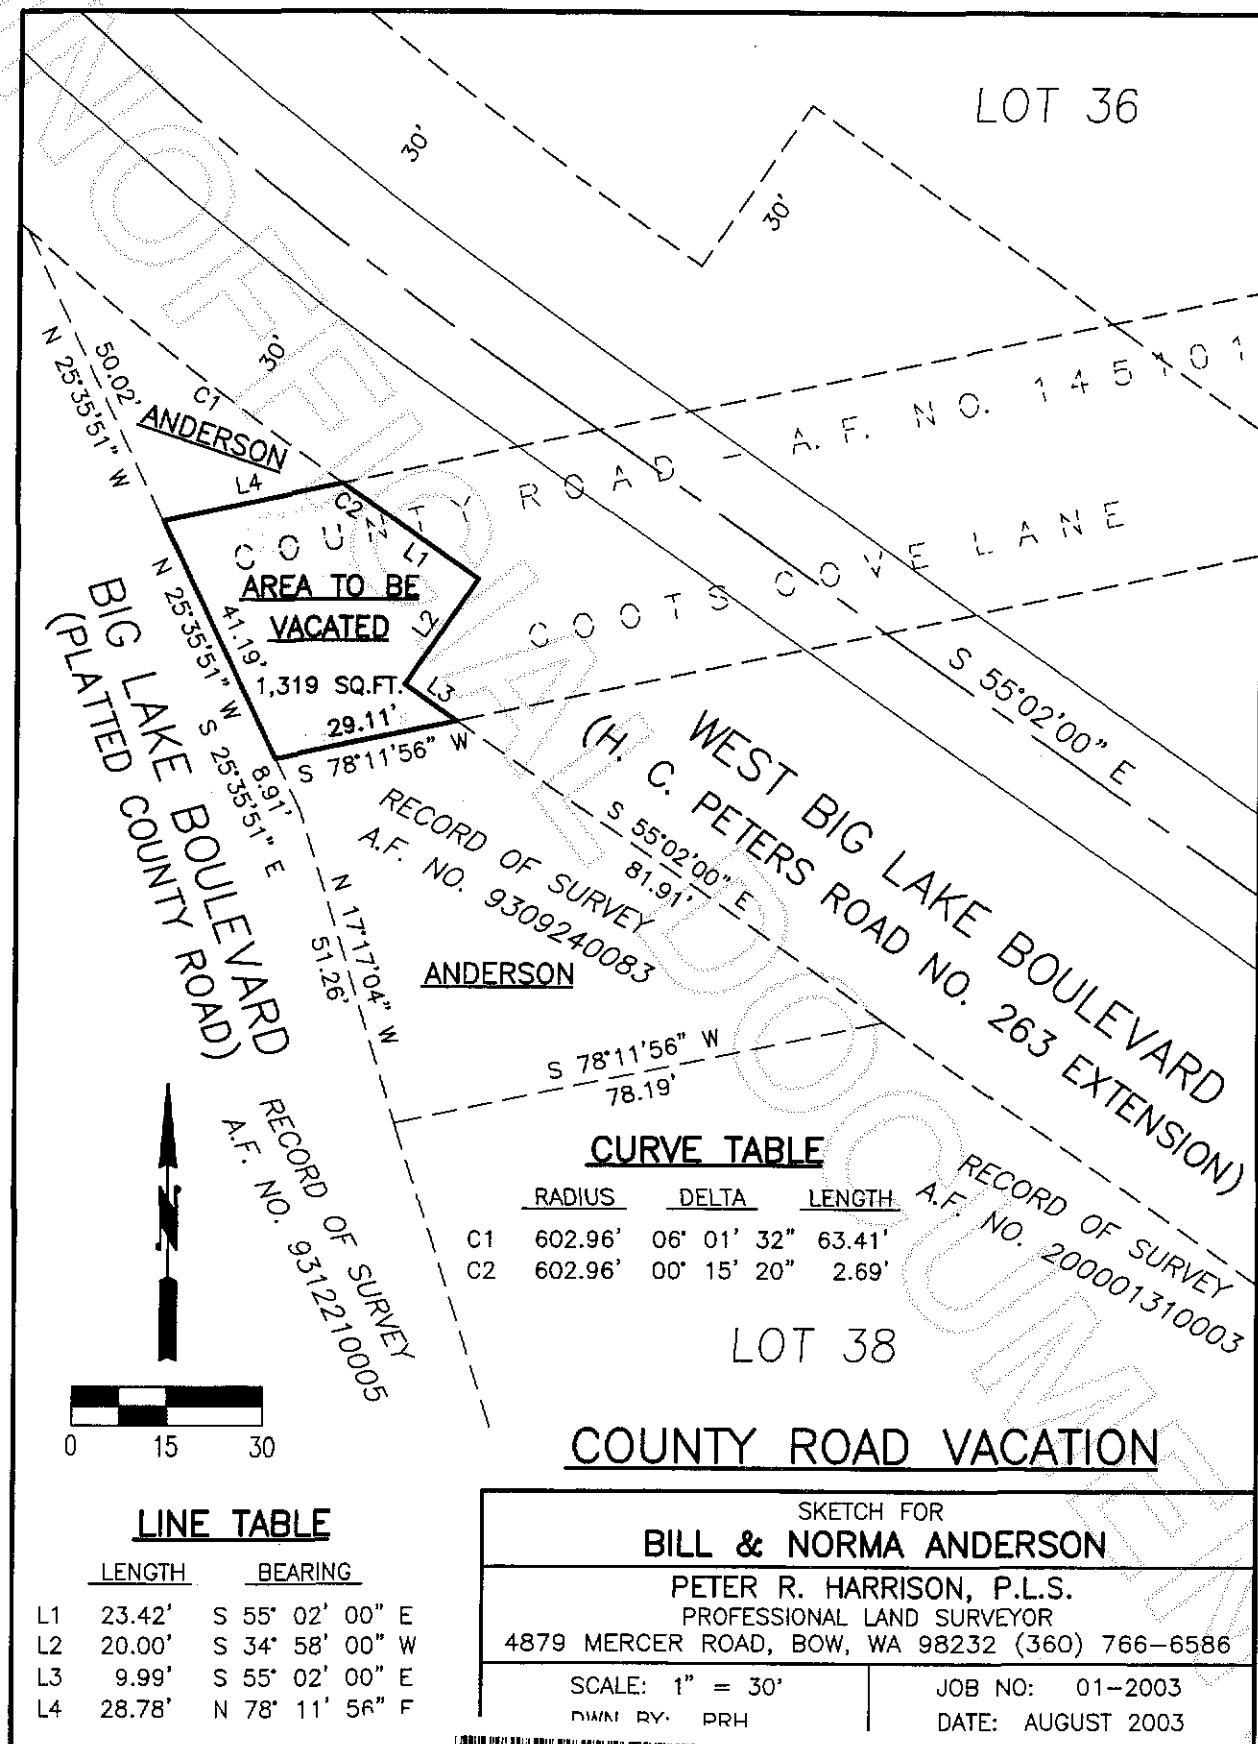 LOT 36
30'
30'
30'
C1
50.02'
N 25°35'51" W
ANDERSON
L4
C2
L1
L2
L3
COUNTY ROAD - A.F. NO. 145101
COOTS COVE LANE
AREA TO BE
VACATED
1,319 SQ.FT.
29.11'
S 78°11'56" W
41.19'
N 25°35'51" W
8.91'
S 25°35'51" E
BIG LAKE BOULEVARD
(PLATTED COUNTY ROAD)
S 55°02'00" E
WEST BIG LAKE BOULEVARD
(H. C. PETERS ROAD NO. 263 EXTENSION)
S 55°02'00" E
81.91'
RECORD OF SURVEY
A.F. NO. 9309240083
N 17°17'04" W
51.26'
ANDERSON
S 78°11'56" W
78.19'
RECORD OF SURVEY
A.F. NO. 9312210005
RECORD OF SURVEY
A.F. NO. 200001310003
CURVE TABLE
RADIUS DELTA LENGTH
C1 602.96' 06° 01' 32" 63.41'
C2 602.96' 00° 15' 20" 2.69'
LOT 38
N
0 15 30
COUNTY ROAD VACATION
LINE TABLE
LENGTH BEARING
L1 23.42' S 55° 02' 00" E
L2 20.00' S 34° 58' 00" W
L3 9.99' S 55° 02' 00" E
L4 28.78' N 78° 11' 56" E
SKETCH FOR
BILL & NORMA ANDERSON
PETER R. HARRISON, P.L.S.
PROFESSIONAL LAND SURVEYOR
4879 MERCER ROAD, BOW, WA 98232 (360) 766-6586
SCALE: 1" = 30'
DWN BY: PRH
JOB NO: 01-2003
DATE: AUGUST 2003
UNOFFICIAL DOCUMENT